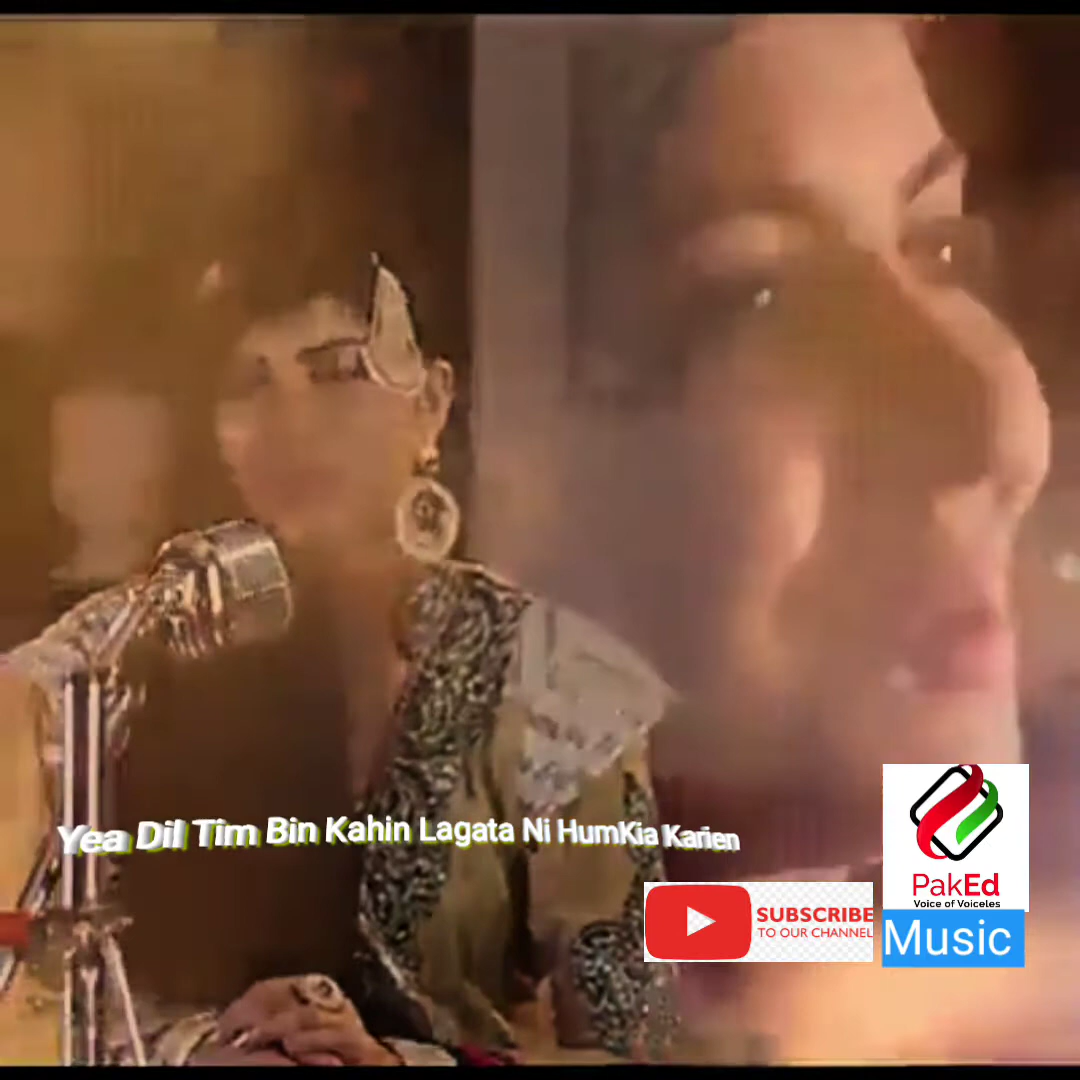 Yea Dil Tim Bin Kahin Lagata Ni HumKia Karien
PakEd
Voice of Voiceles
SUBSCRIBE
TO OUR CHANNEL
Music